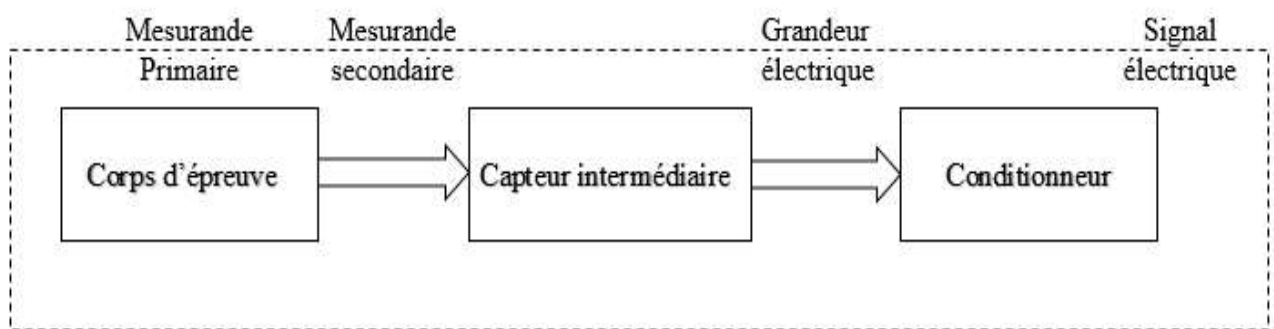 Mesurande
Primaire
Mesurande
secondaire
Grandeur
électrique
Signal
électrique
Corps d'épreuve
Capteur intermédiaire
Conditionneur